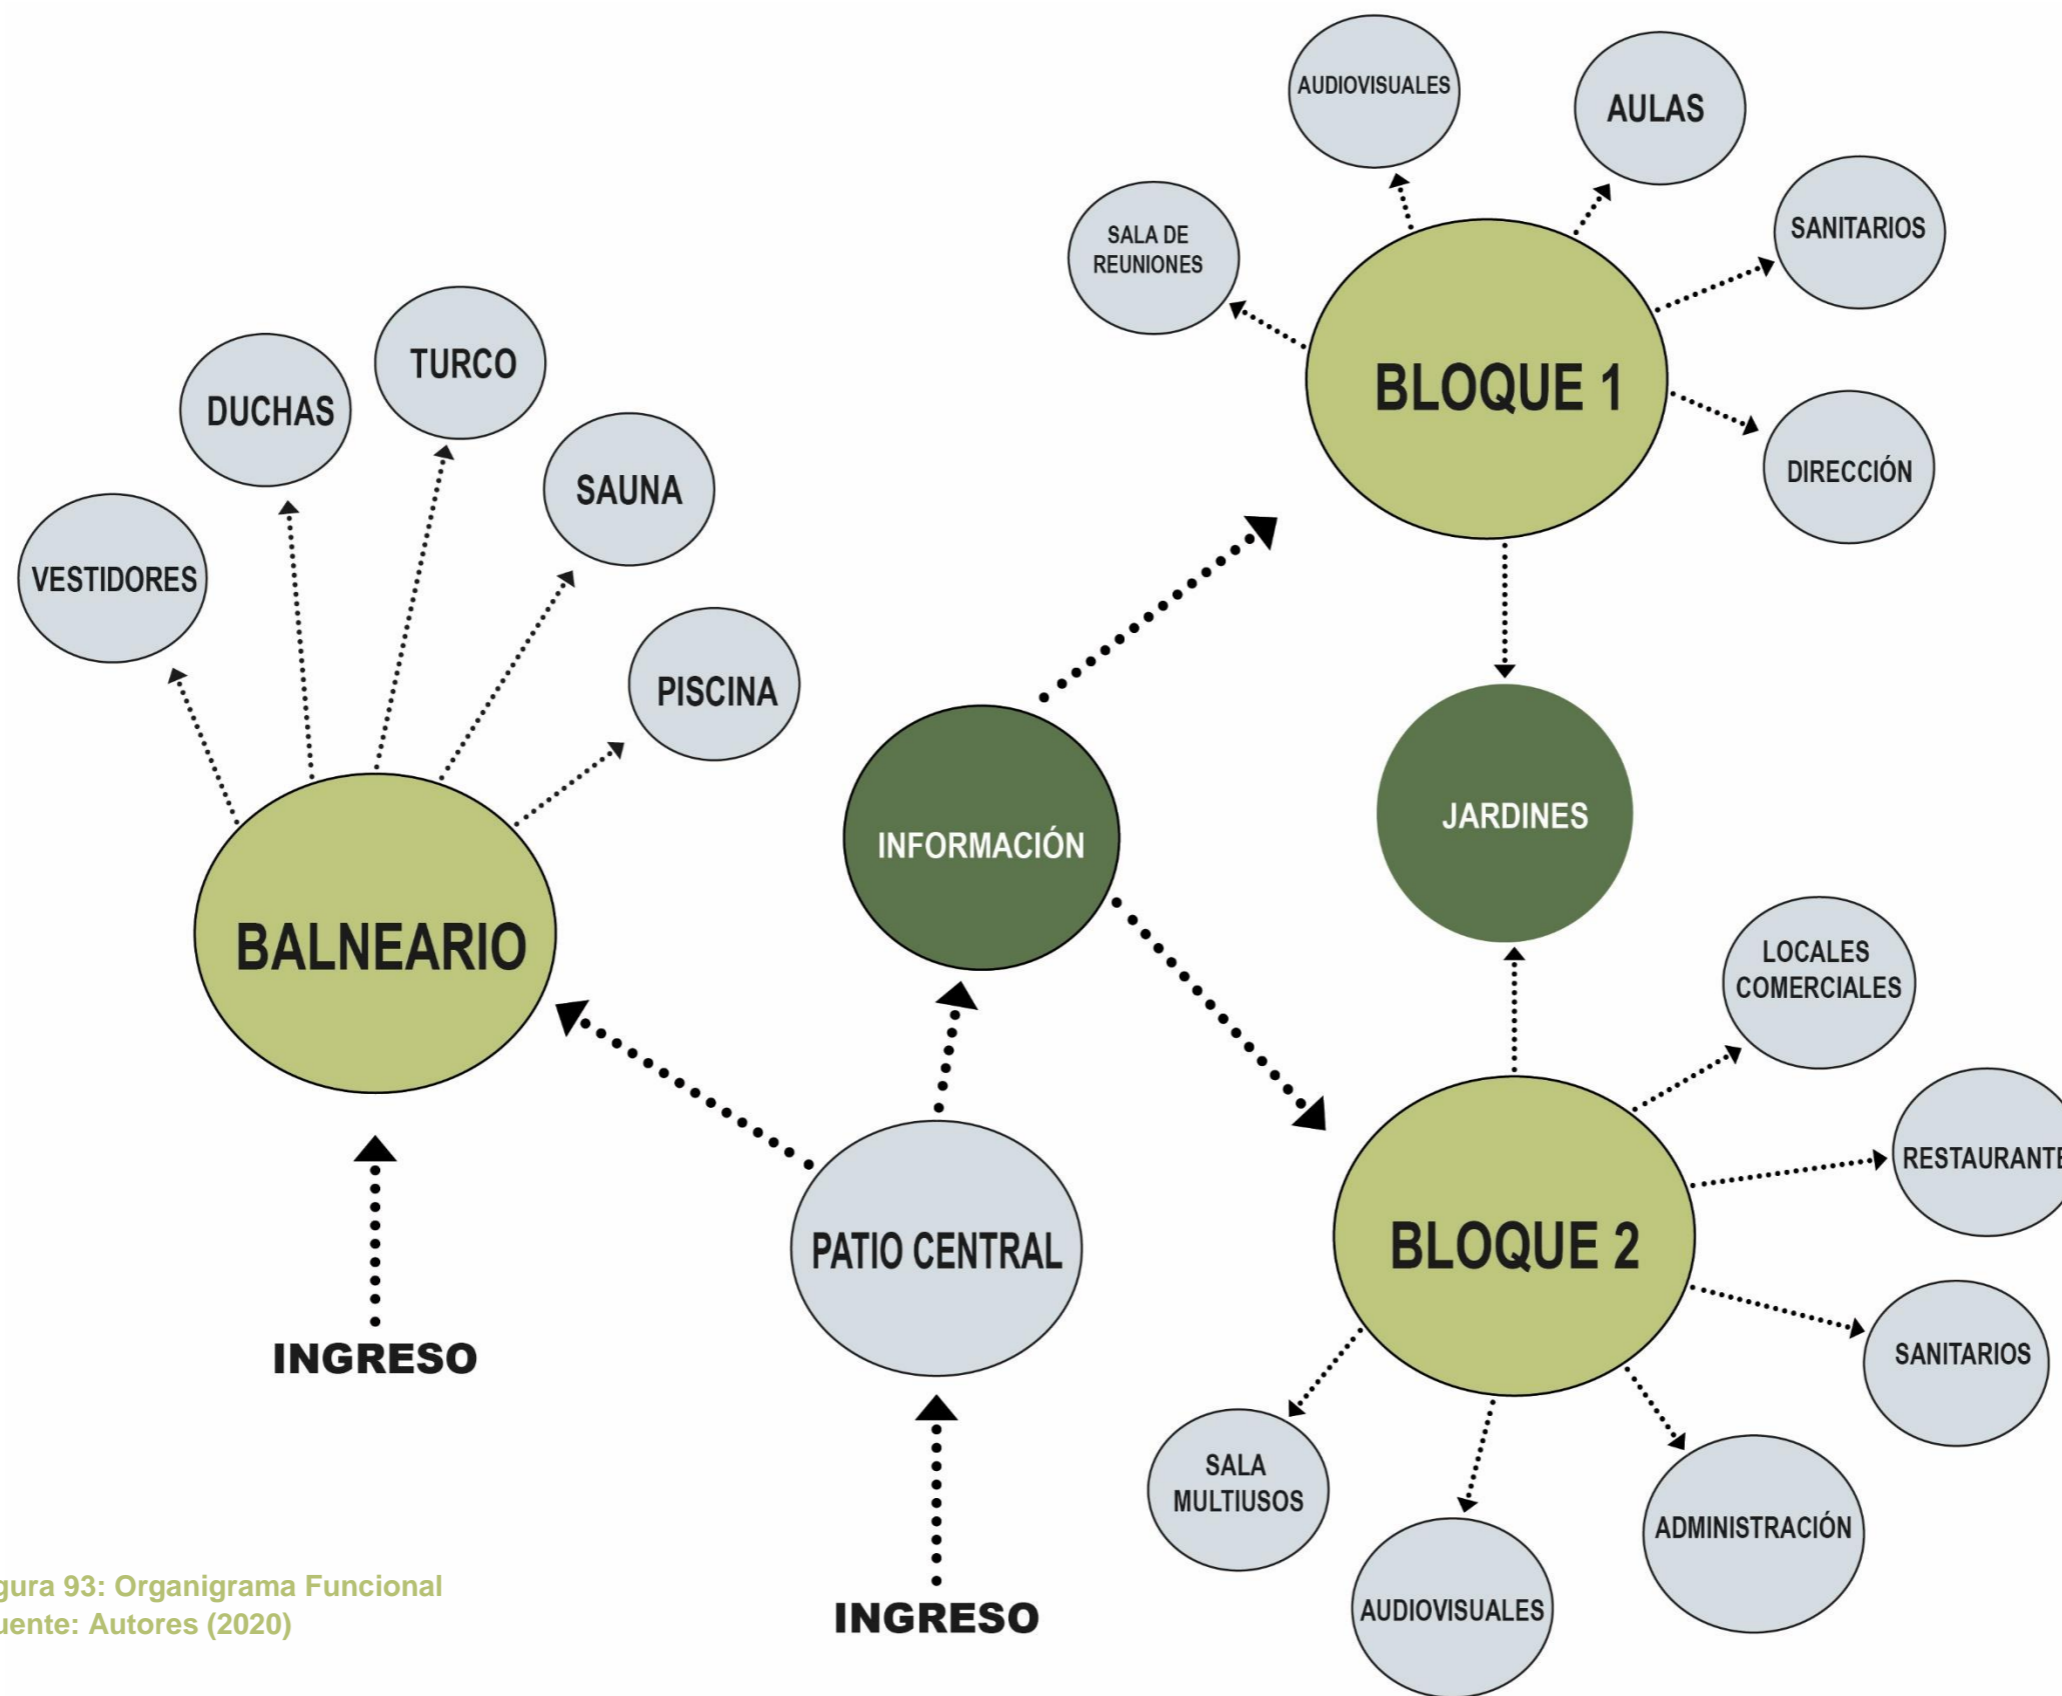 AUDIOVISUALES
AULAS
SALA DE
REUNIONES
SANITARIOS
BLOQUE 1
DIRECCIÓN
TURCO
DUCHAS
SAUNA
VESTIDORES
PISCINA
BALNEARIO
INFORMACIÓN
JARDINES
LOCALES
COMERCIALES
RESTAURANTE
PATIO CENTRAL
BLOQUE 2
SANITARIOS
INGRESO
SALA
MULTIUSOS
ADMINISTRACIÓN
AUDIOVISUALES
INGRESO
gura 93: Organigrama Funcional
uente: Autores (2020)